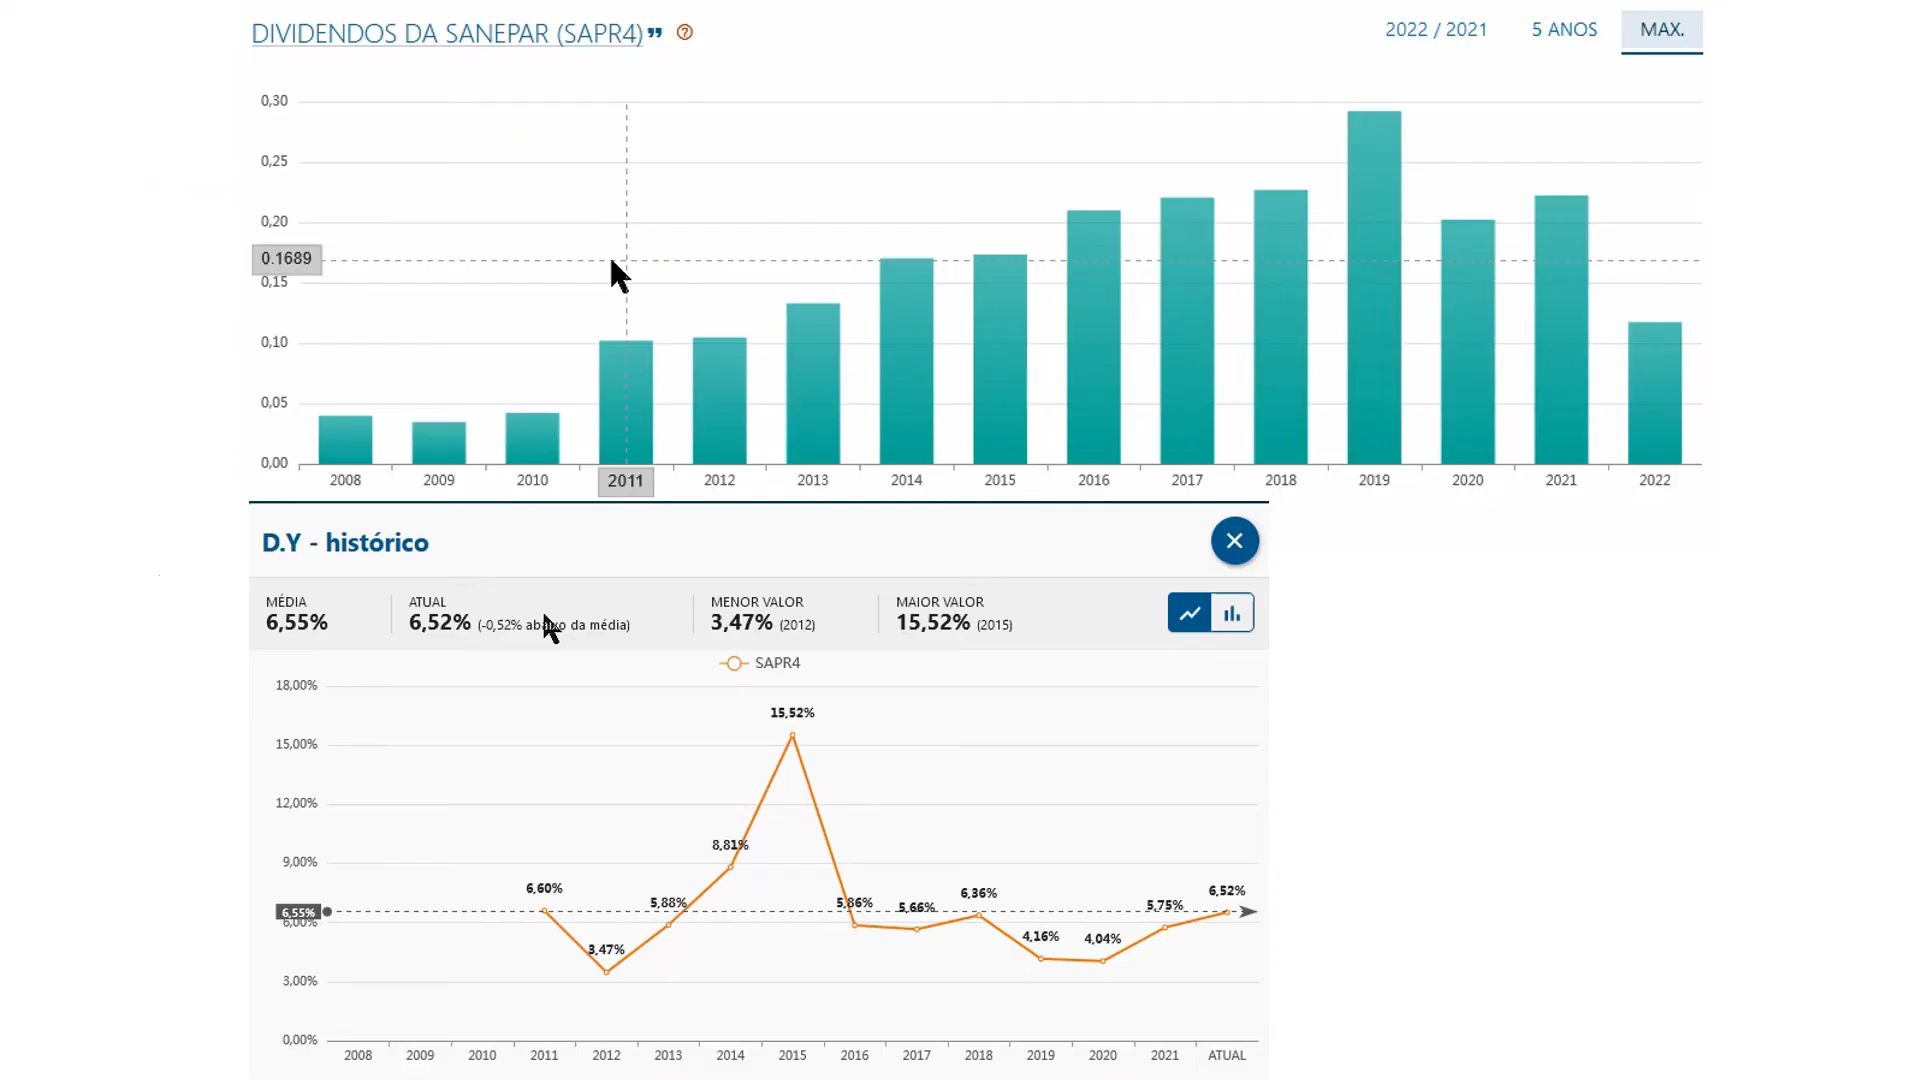 DIVIDENDOS DA SANEPAR (SAPR4) ” ?
2022 / 2021 5 ANOS MAX.
0,30
0,25
0,20
0.1689
0,15
0,10
0,05
0,00
2008 2009 2010 2011 2012 2013 2014 2015 2016 2017 2018 2019 2020 2021 2022
D.Y - histórico
MÉDIA ATUAL MENOR VALOR MAIOR VALOR
6,55% 6,52% (-0,52% abaixo da média) 3,47% (2012) 15,52% (2015)
SAPR4
18,00%
15,52%
15,00%
12,00%
8,81%
9,00%
6,60% 5,88% 5,86% 5,66% 6,36% 5,75% 6,52%
6,55%
6,00%
3,47% 4,16% 4,04%
3,00%
0,00%
2008 2009 2010 2011 2012 2013 2014 2015 2016 2017 2018 2019 2020 2021 ATUAL